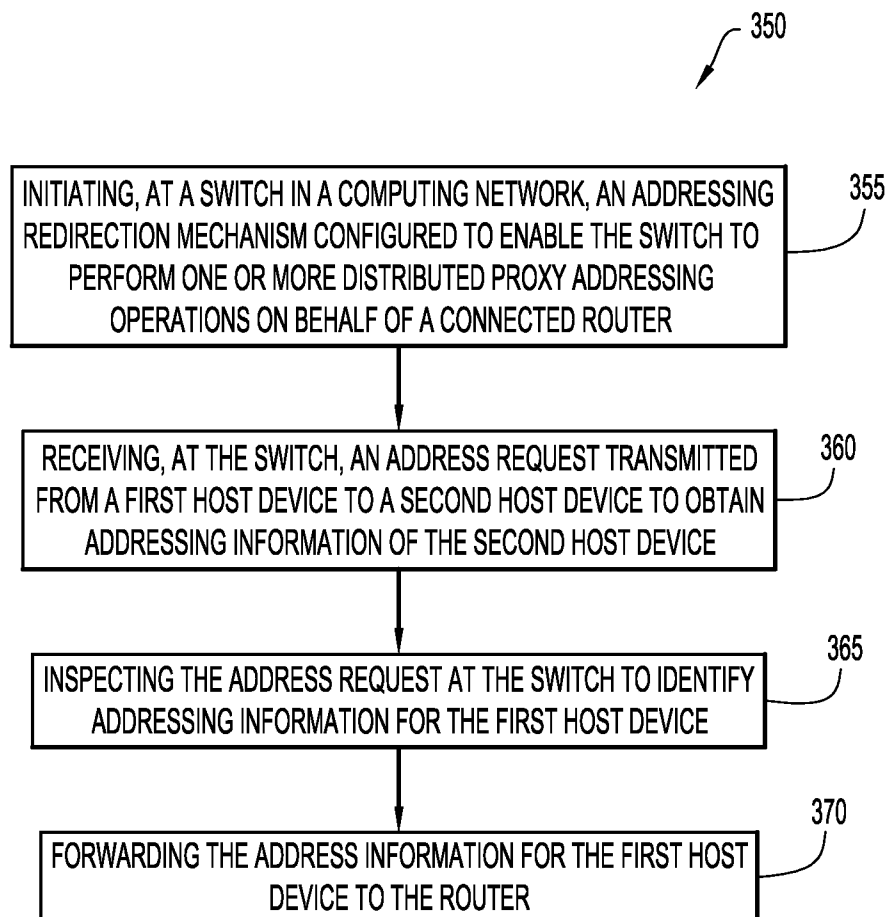 350
INITIATING, AT A SWITCH IN A COMPUTING NETWORK, AN ADDRESSING
REDIRECTION MECHANISM CONFIGURED TO ENABLE THE SWITCH TO
PERFORM ONE OR MORE DISTRIBUTED PROXY ADDRESSING
OPERATIONS ON BEHALF OF A CONNECTED ROUTER
355
RECEIVING, AT THE SWITCH, AN ADDRESS REQUEST TRANSMITTED
FROM A FIRST HOST DEVICE TO A SECOND HOST DEVICE TO OBTAIN
ADDRESSING INFORMATION OF THE SECOND HOST DEVICE
360
INSPECTING THE ADDRESS REQUEST AT THE SWITCH TO IDENTIFY
ADDRESSING INFORMATION FOR THE FIRST HOST DEVICE
365
FORWARDING THE ADDRESS INFORMATION FOR THE FIRST HOST
DEVICE TO THE ROUTER
370